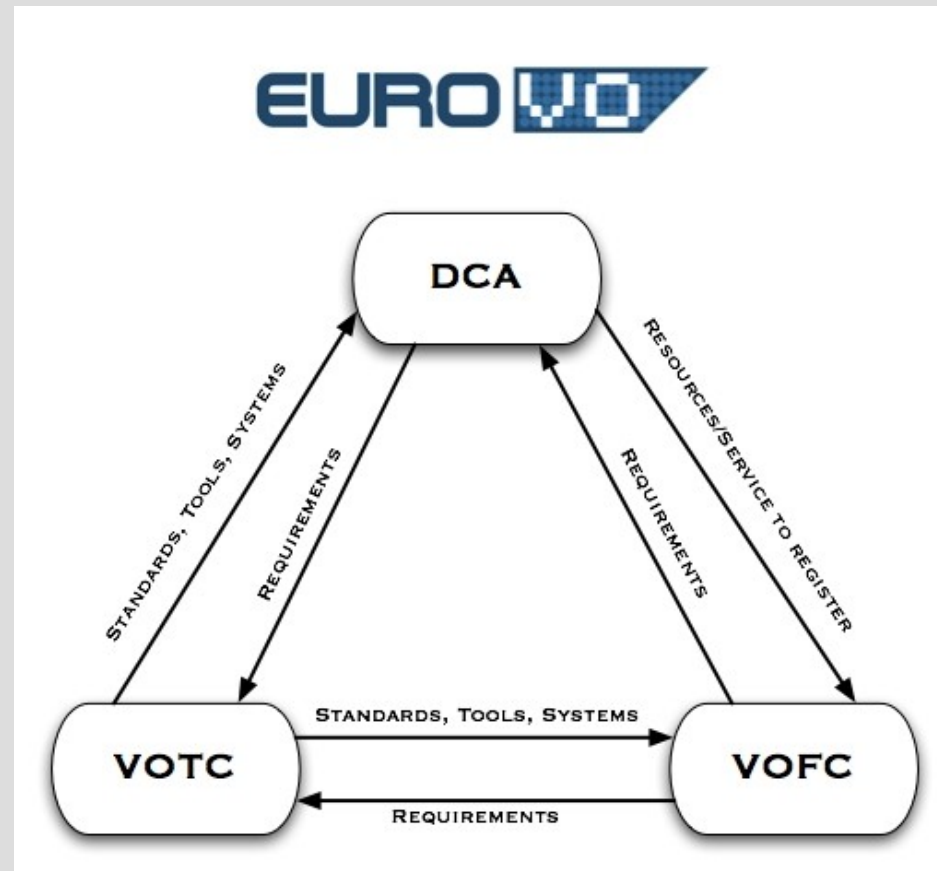 EURO VO
DCA
Standards, Tools, Systems
Requirements
Requirements
Resources/Service to register
VOTC
Standards, Tools, Systems
Requirements
VOFC